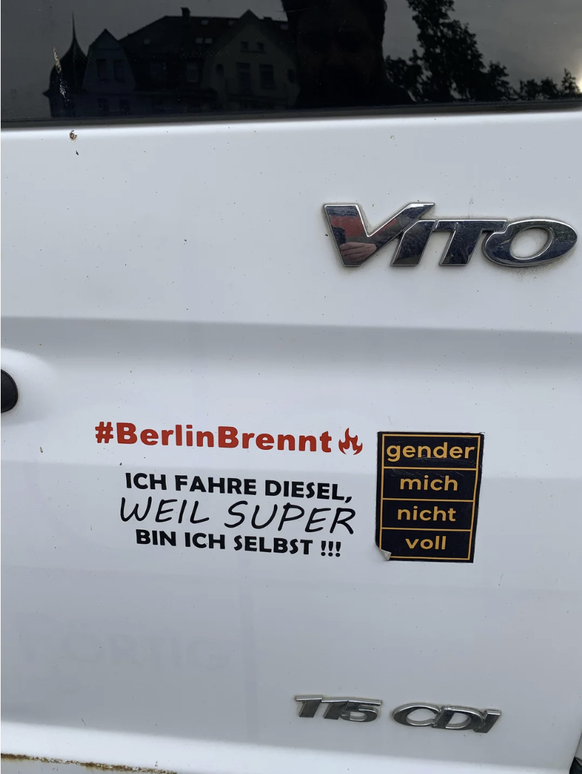 VITO
#BerlinBrennt
ICH FAHRE DIESEL,
WEIL SUPER
BIN ICH SELBST !!!
gender
mich
nicht
voll
115 CDI